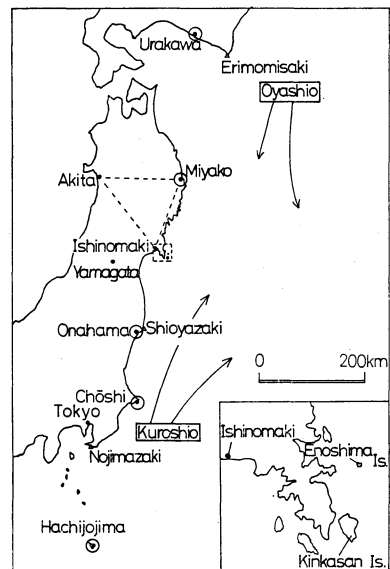 Urakawa
Erimomisaki
Oyashio
Akita
Miyako
Ishinomaki
Yamagata
Onahama
Shioyazaki
0 200km
Chōshi
Tokyo
Kuroshio
Nojimazaki
Hachijojima
Ishinomaki
Enoshima Is.
Kinkasan Is.